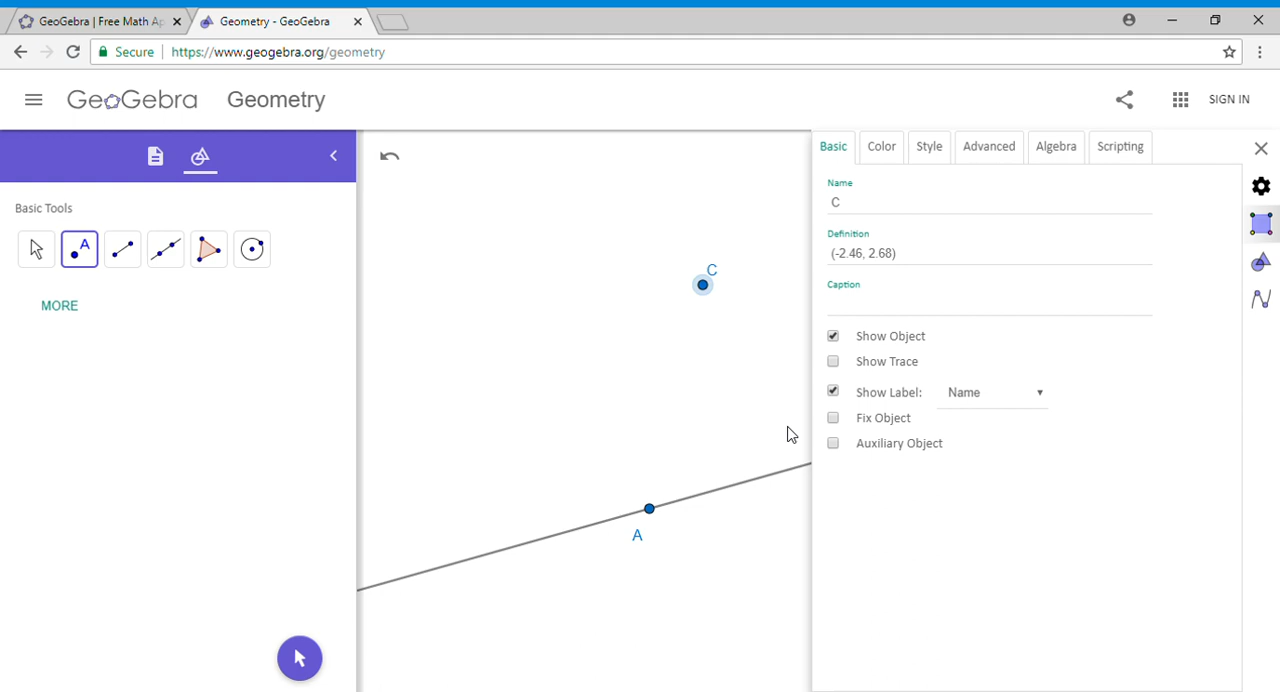 GeoGebra | Free Math Ap
Geometry - GeoGebra
Secure
https://www.geogebra.org/geometry
GeoGebra
Geometry
SIGN IN
Basic
Color
Style
Advanced
Algebra
Scripting
Basic Tools
A
MORE
Name
C
Definition
(-2.46, 2.68)
Caption
Show Object
Show Trace
Show Label:
Name
Fix Object
Auxiliary Object
C
A